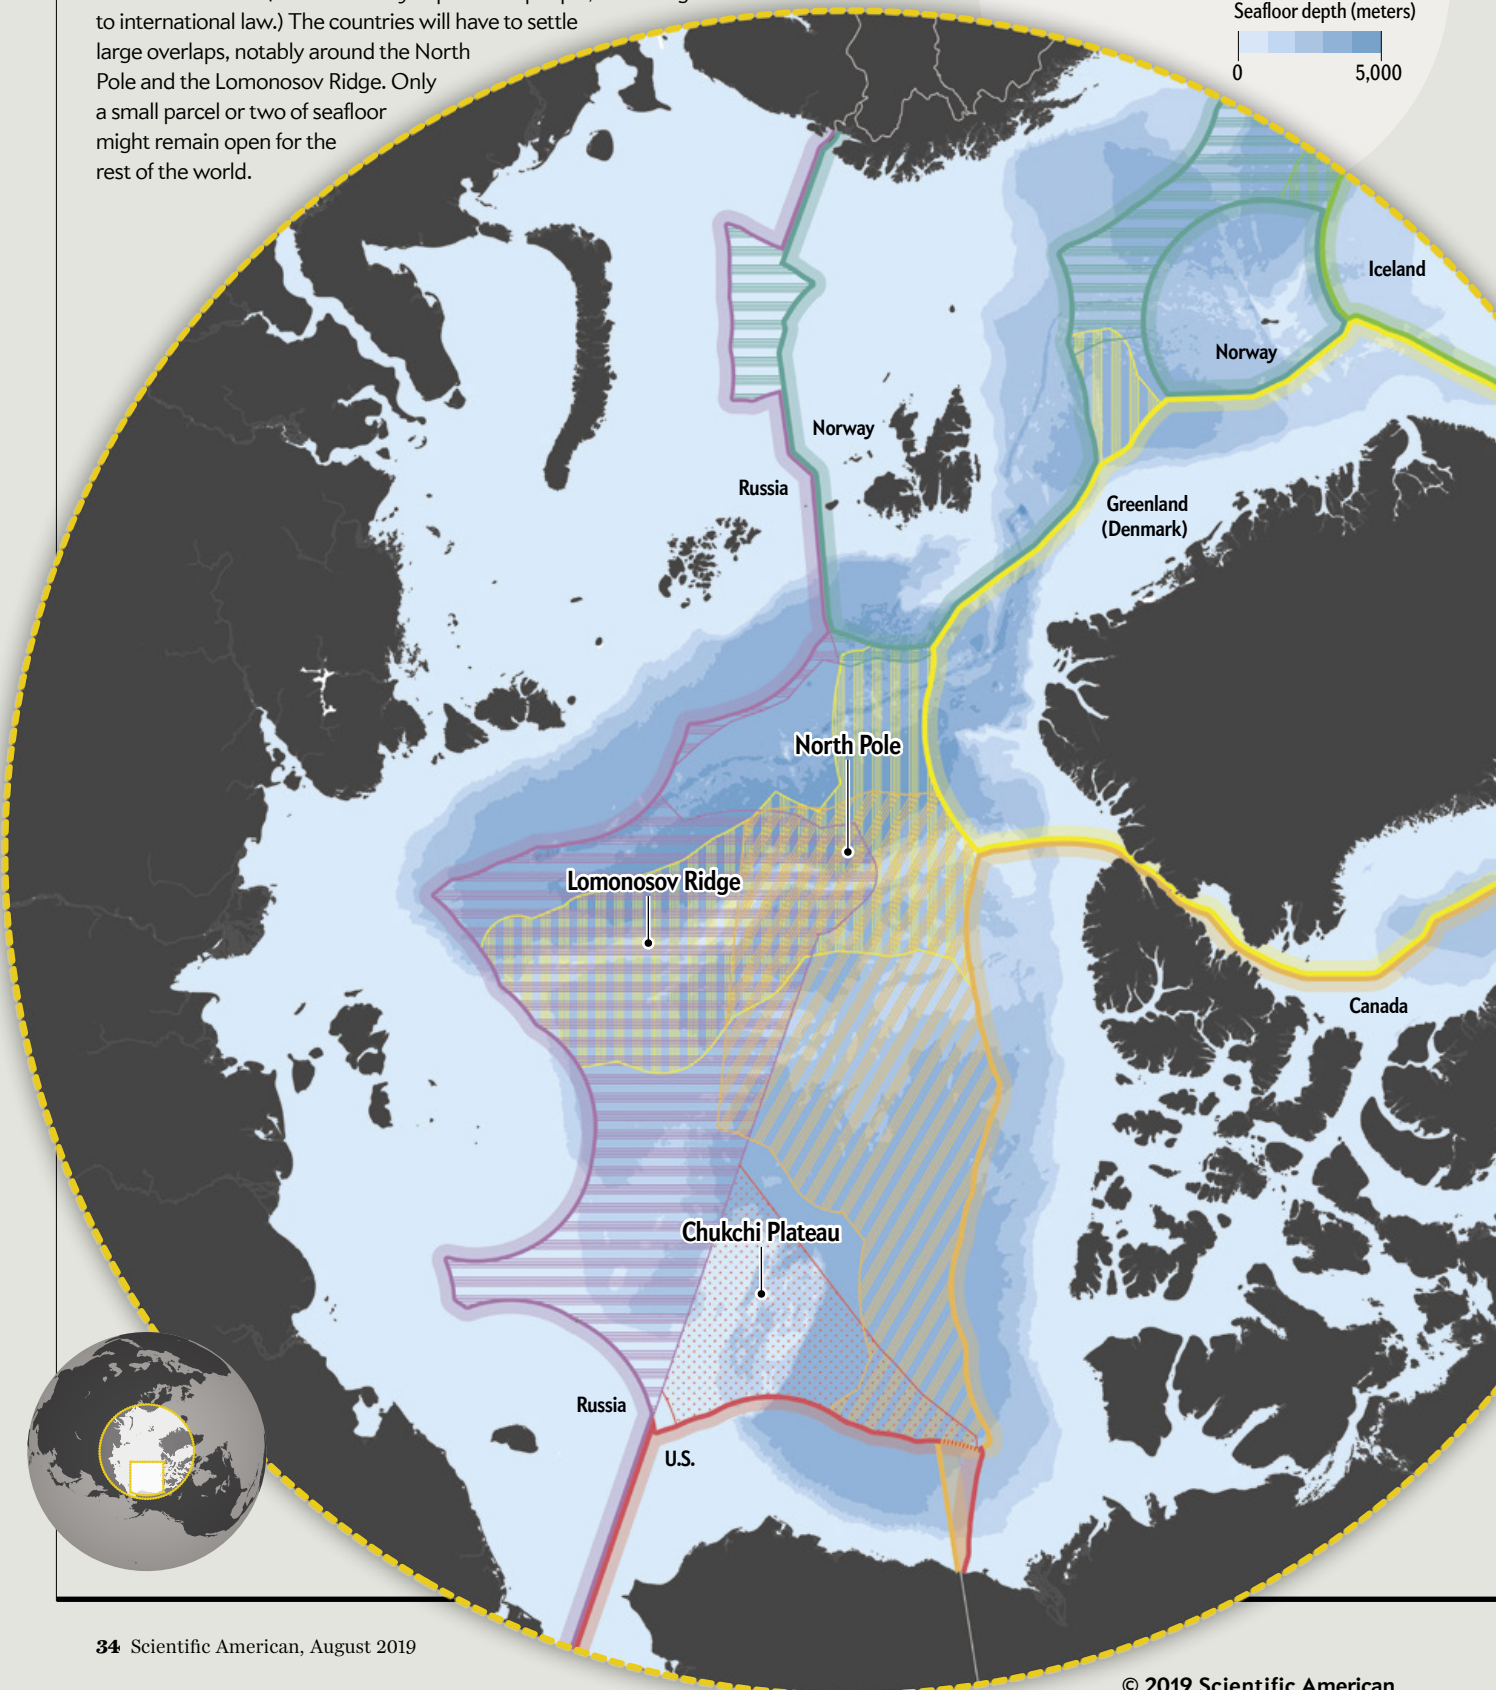 to international law.) The countries will have to settle
large overlaps, notably around the North
Pole and the Lomonosov Ridge. Only
a small parcel or two of seafloor
might remain open for the
rest of the world.
Seafloor depth (meters)
0 5,000
Iceland
Norway
Norway
Russia
Greenland
(Denmark)
North Pole
Lomonosov Ridge
Canada
Chukchi Plateau
Russia
U.S.
34 Scientific American, August 2019
© 2019 Scientific American